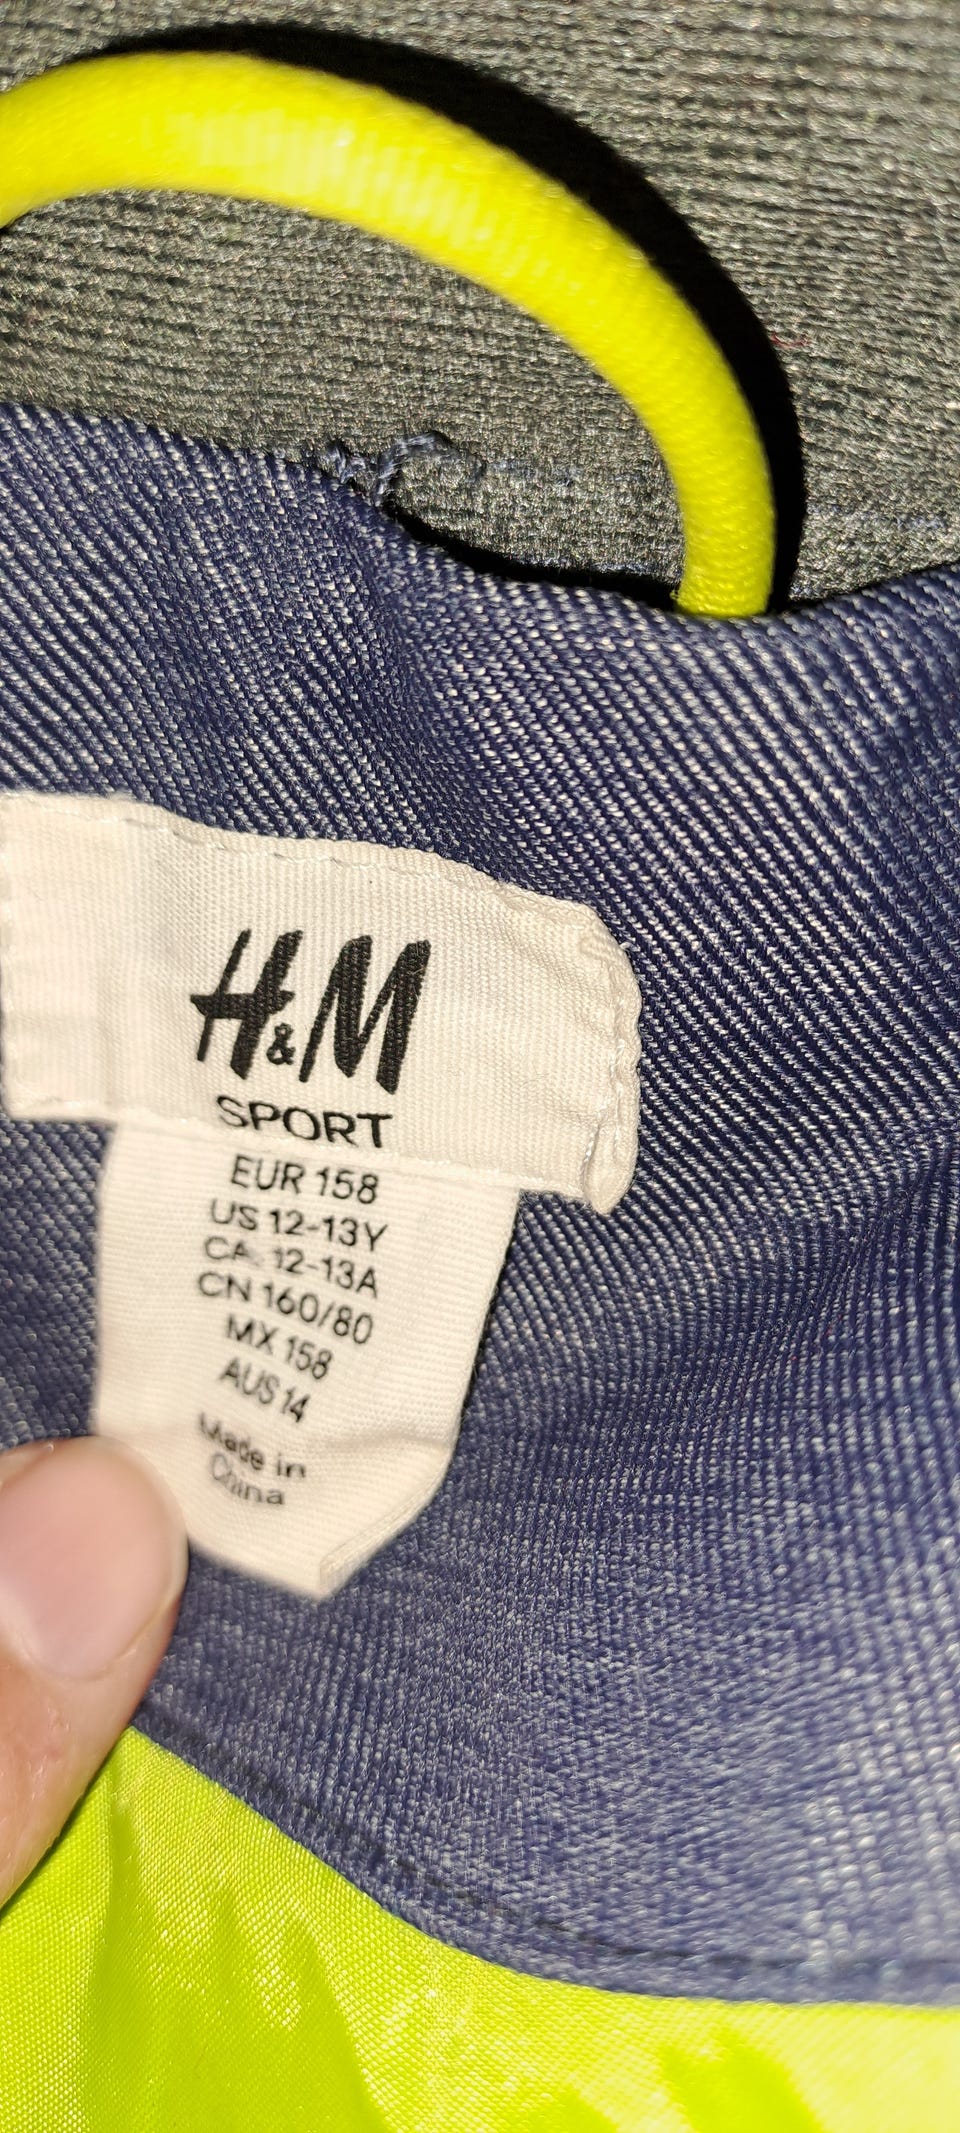 H&M
SPORT
EUR 158
US 12-13Y
CA 12-13A
CN 160/80
MX 158
AUS 14
Made in
China